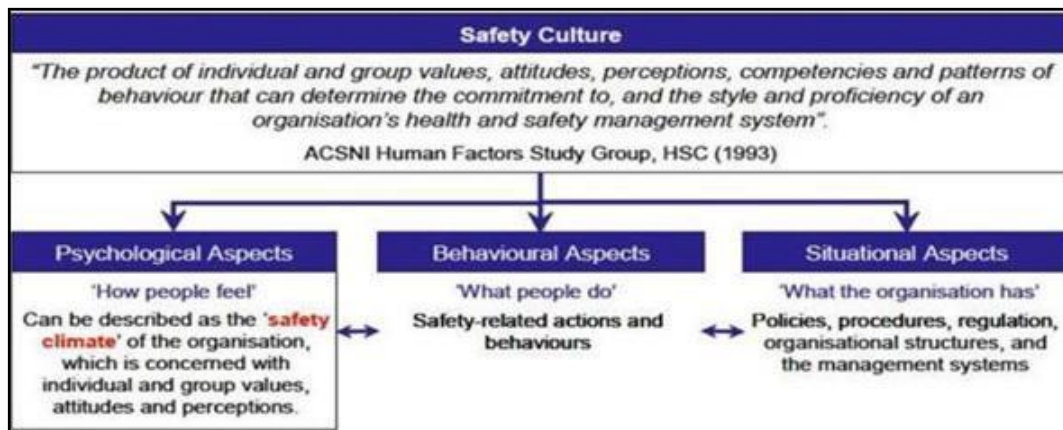 Safety Culture
"The product of individual and group values, attitudes, perceptions, competencies and patterns of
behaviour that can determine the commitment to, and the style and proficiency of an
organisation's health and safety management system".
ACSNI Human Factors Study Group, HSC (1993)
Psychological Aspects
'How people feel'
Can be described as the 'safety
climate' of the organisation,
which is concerned with
individual and group values,
attitudes and perceptions.
Behavioural Aspects
'What people do'
Safety-related actions and
behaviours
Situational Aspects
'What the organisation has'
Policies, procedures, regulation,
organisational structures, and
the management systems